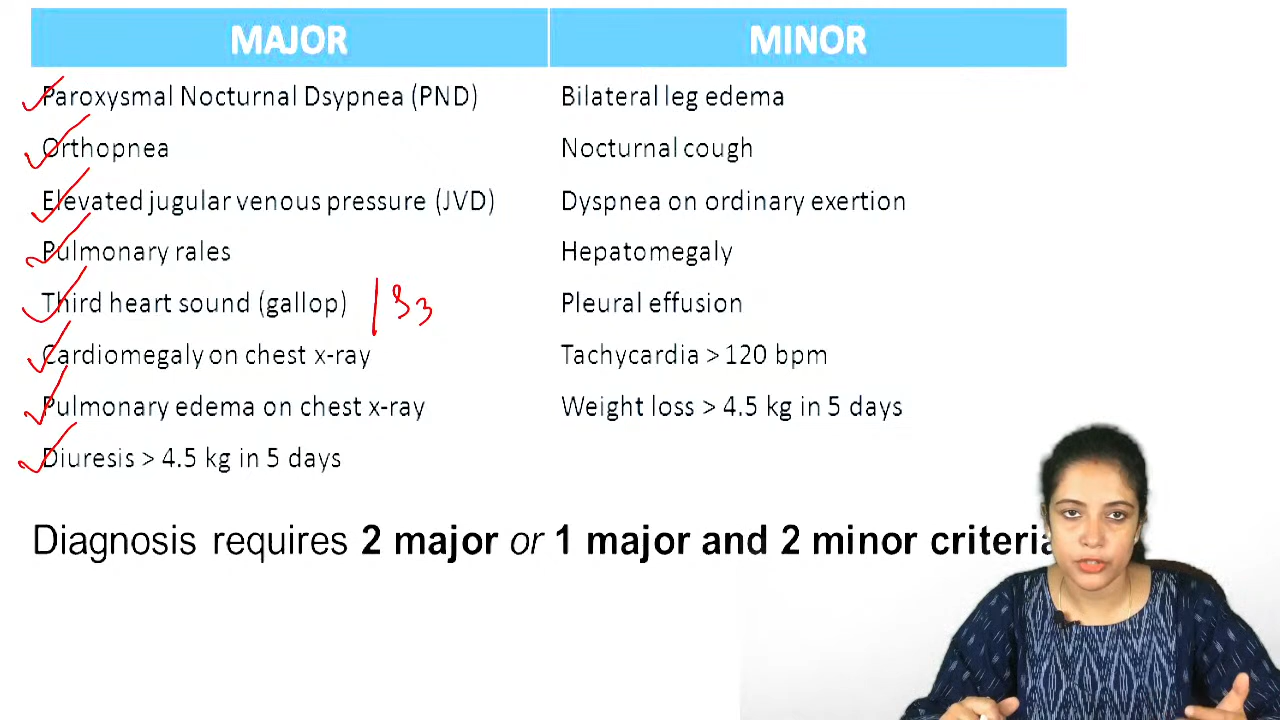 MAJOR MINOR
Paroxysmal Nocturnal Dsypnea (PND) Bilateral leg edema
Orthopnea Nocturnal cough
Elevated jugular venous pressure (JVD) Dyspnea on ordinary exertion
Pulmonary rales Hepatomegaly
Third heart sound (gallop) / S3 Pleural effusion
Cardiomegaly on chest x-ray Tachycardia > 120 bpm
Pulmonary edema on chest x-ray Weight loss > 4.5 kg in 5 days
Diuresis > 4.5 kg in 5 days
Diagnosis requires 2 major or 1 major and 2 minor criteria